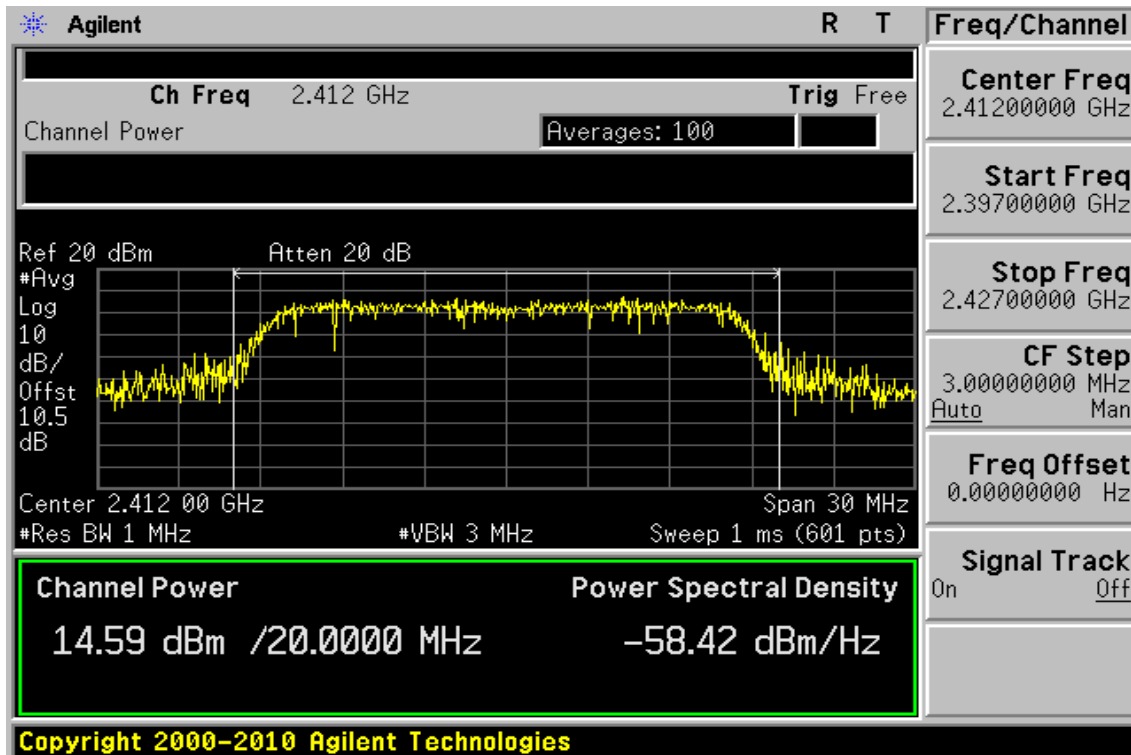 Agilent R T Freq/Channel
Ch Freq 2.412 GHz Trig Free
Channel Power Averages: 100
Center Freq
2.41200000 GHz
Start Freq
2.39700000 GHz
Stop Freq
2.42700000 GHz
CF Step
3.00000000 MHz
Auto Man
Freq Offset
0.00000000 Hz
Signal Track
On Off
Ref 20 dBm Atten 20 dB
#Avg
Log
10
dB/
Offst
10.5
dB
Center 2.412 00 GHz Span 30 MHz
#Res BW 1 MHz #VBW 3 MHz Sweep 1 ms (601 pts)
Channel Power Power Spectral Density
14.59 dBm /20.0000 MHz -58.42 dBm/Hz
Copyright 2000-2010 Agilent Technologies